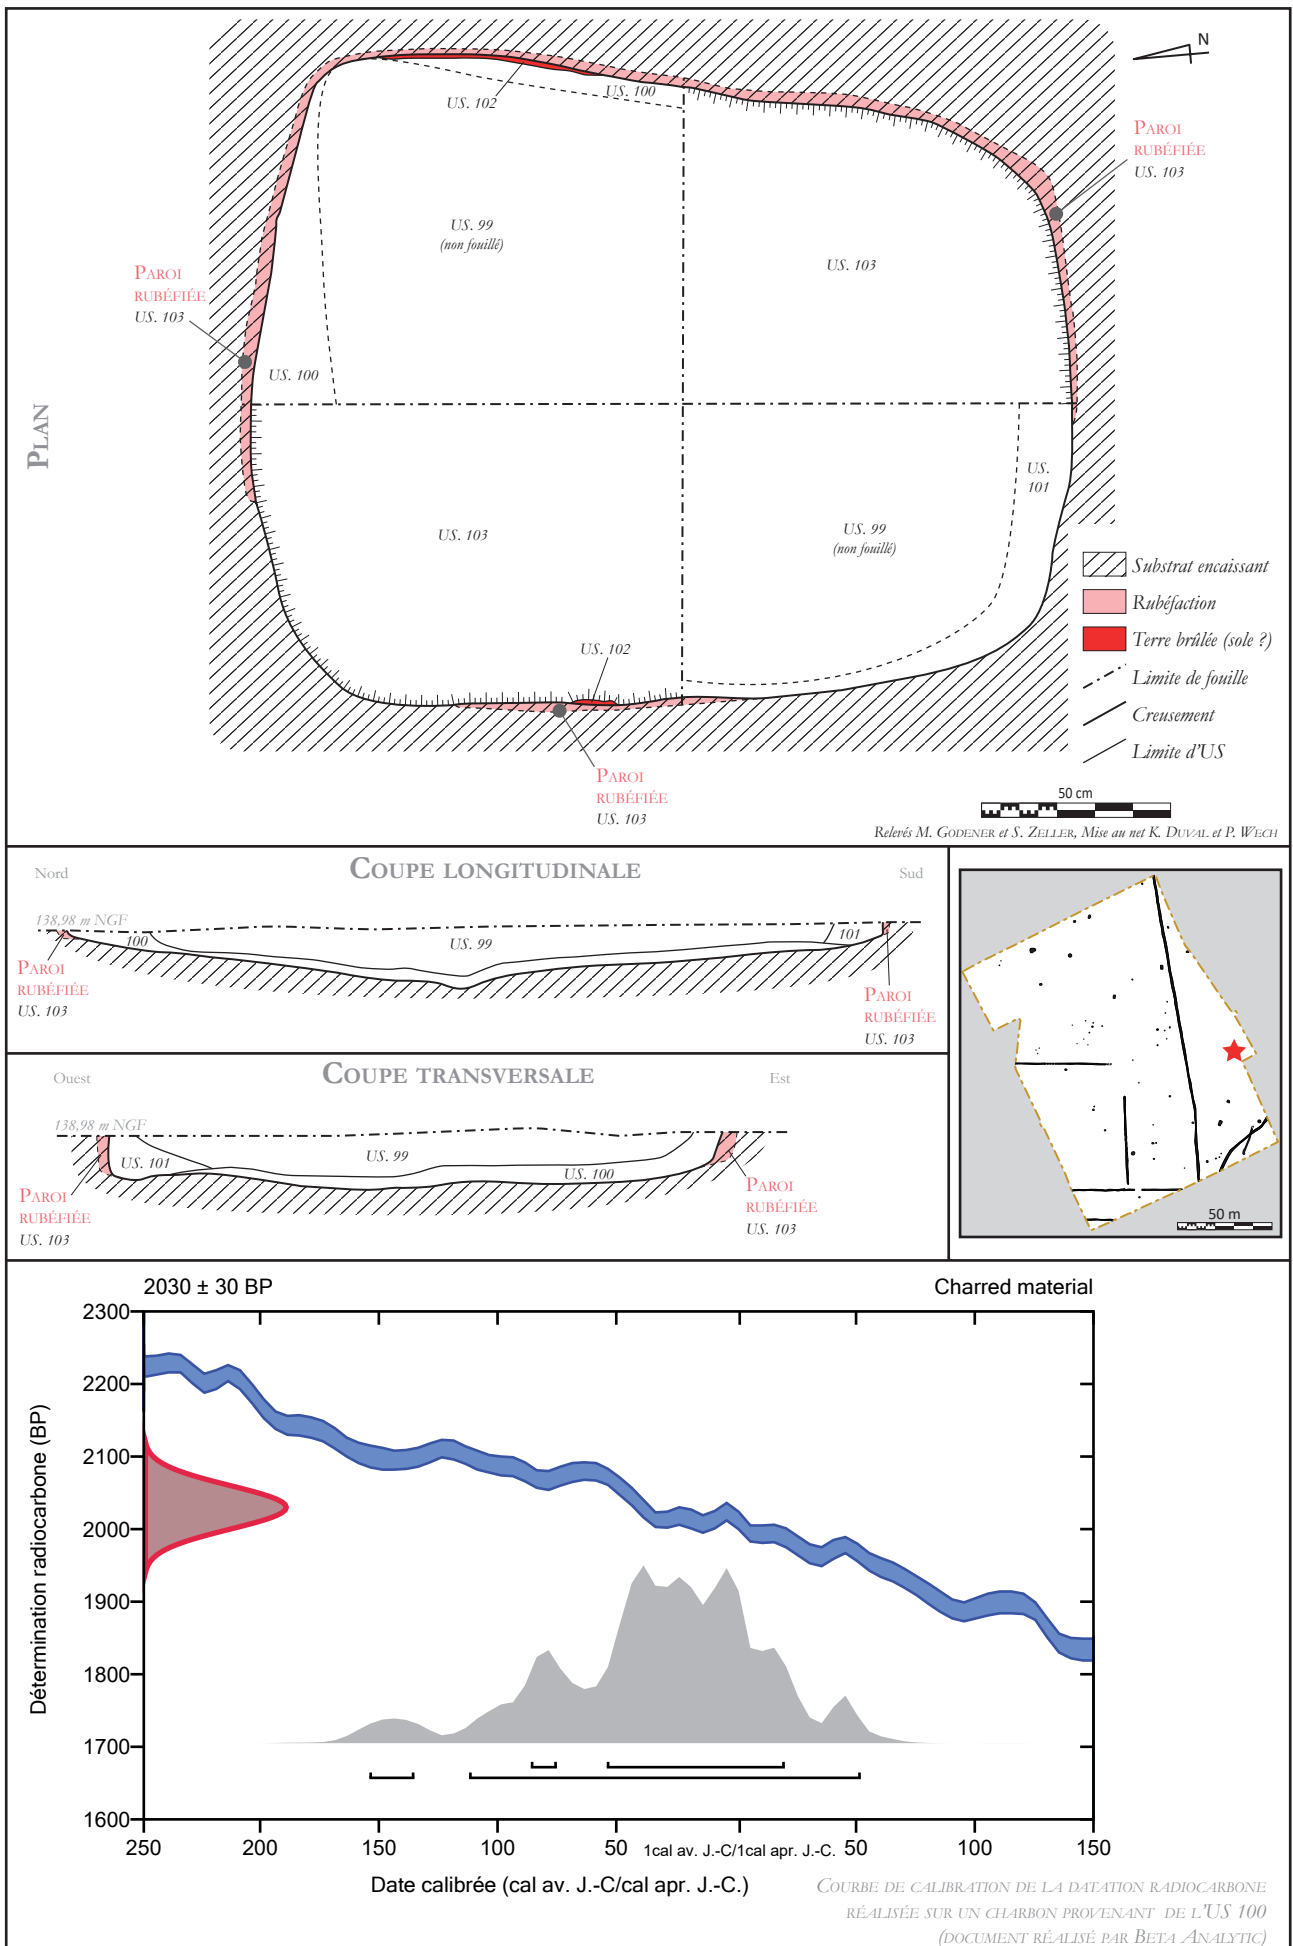 N
US. 102
US. 100
PAROI
RUBÉFIÉE
US. 103
US. 99
(non fouillé)
US. 103
PAROI
RUBÉFIÉE
US. 103
US. 100
PLAN
US.
101
US. 103
US. 99
(non fouillé)
US. 102
PAROI
RUBÉFIÉE
US. 103
Substrat encaissant
Rubéfaction
Terre brûlée (sole ?)
Limite de fouille
Creusement
Limite d'US
50 cm
Relevés M. GODENER et S. ZELLER, Mise au net K. DUVAL et P. WECH
Nord
COUPE LONGITUDINALE
Sud
138,98 m NGF
100
US. 99
101
PAROI
RUBÉFIÉE
US. 103
PAROI
RUBÉFIÉE
US. 103
Ouest
COUPE TRANSVERSALE
Est
138,98 m NGF
US. 101
US. 99
US. 100
PAROI
RUBÉFIÉE
US. 103
PAROI
RUBÉFIÉE
US. 103
50 m
2030 ± 30 BP
Charred material
Détermination radiocarbone (BP)
2300
2200
2100
2000
1900
1800
1700
1600
250 200 150 100 50 1cal av. J.-C/1cal apr. J.-C. 50 100 150
Date calibrée (cal av. J.-C/cal apr. J.-C.)
COURBE DE CALIBRATION DE LA DATATION RADIOCARBONE
RÉALISÉE SUR UN CHARBON PROVENANT DE L'US 100
(DOCUMENT RÉALISÉ PAR BETA ANALYTIC)